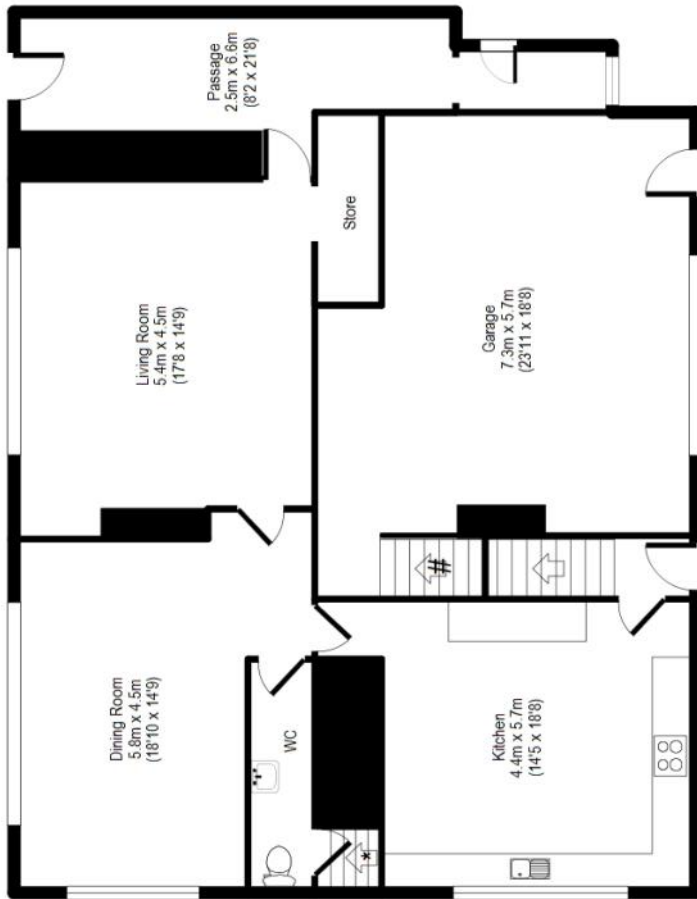 Passage
2.5m x 6.6m
(8'2 x 21'8)
Store
Living Room
5.4m x 4.5m
(17'8 x 14'9)
Garage
7.3m x 5.7m
(23'11 x 18'8)
#
Dining Room
5.8m x 4.5m
(18'10 x 14'9)
WC
Kitchen
4.4m x 5.7m
(14'5 x 18'8)
*